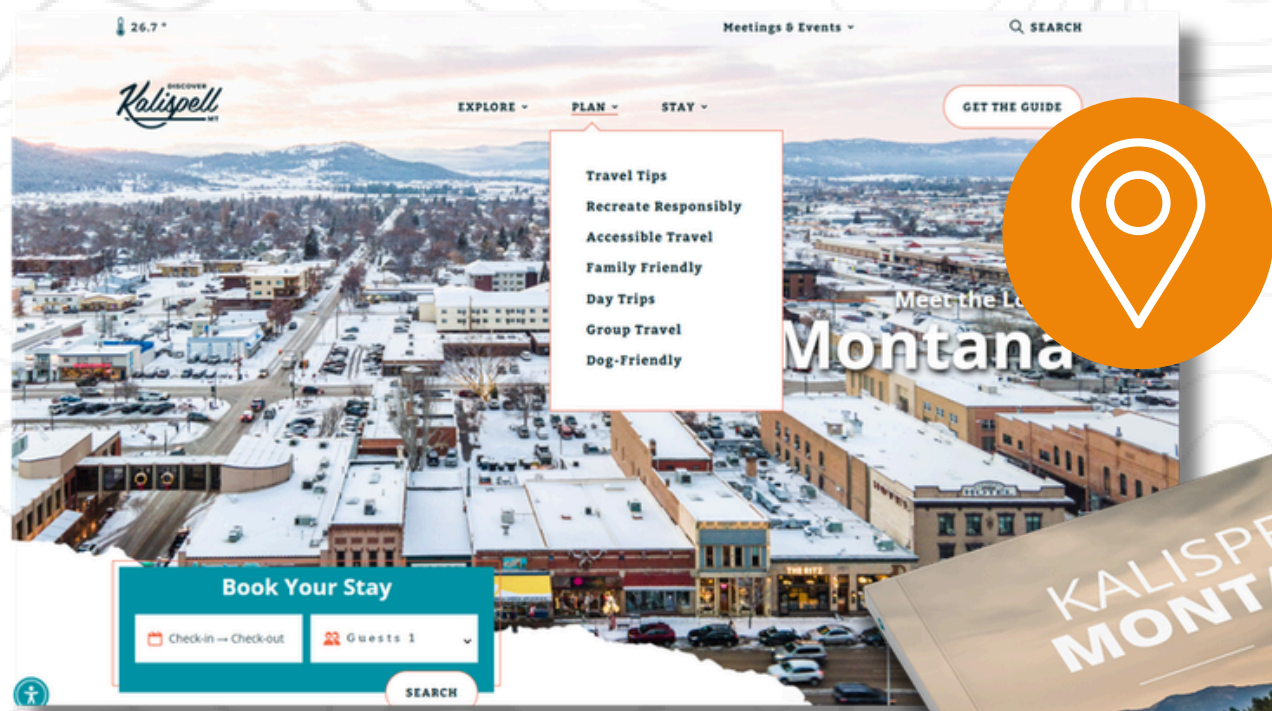 26.7 °
Meetings & Events
SEARCH
DISCOVER
Kalispell
MT
EXPLORE
PLAN
STAY
GET THE GUIDE
Travel Tips
Recreate Responsibly
Accessible Travel
Family Friendly
Day Trips
Group Travel
Dog-Friendly
Meet the Lo
Montana
HOTEL
THE RITZ
Book Your Stay
Check-in → Check-out
Guests 1
SEARCH
KALISPE
MONTA